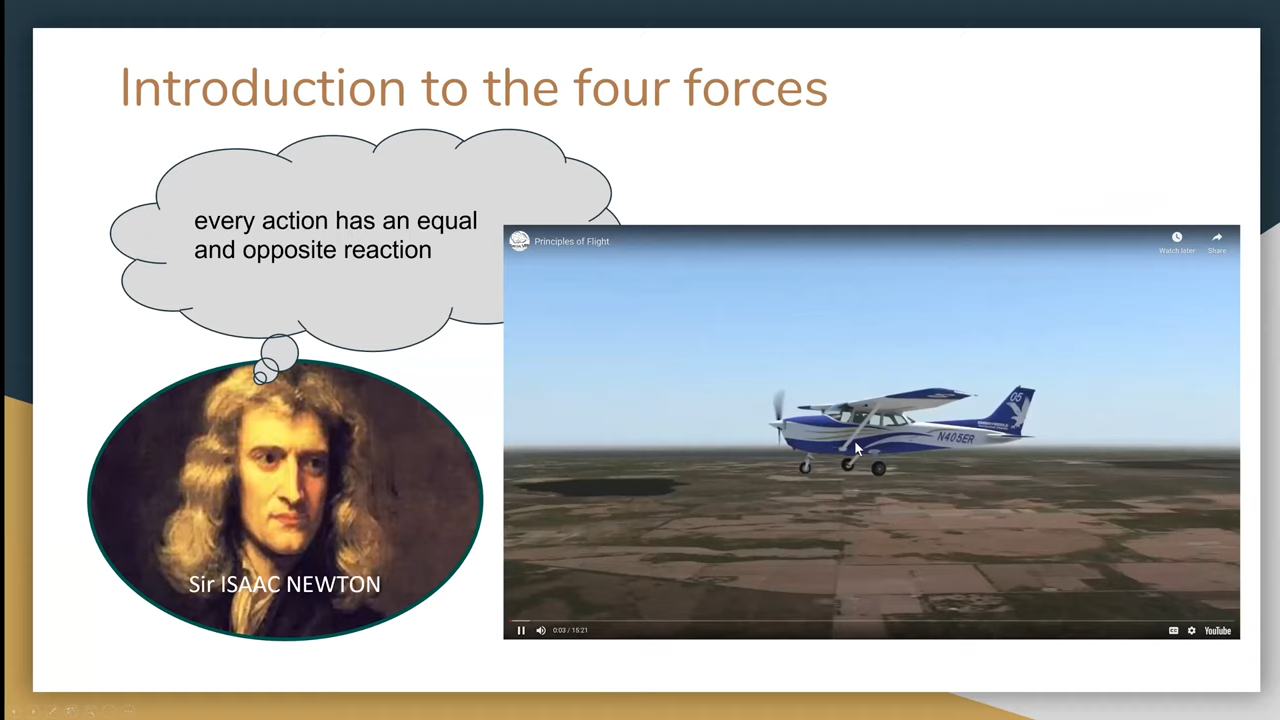 Introduction to the four forces
every action has an equal
and opposite reaction
Sir ISAAC NEWTON
Principles of Flight
Watch later
Share
05
N405ER
0:03 / 15:21
CC
YouTube